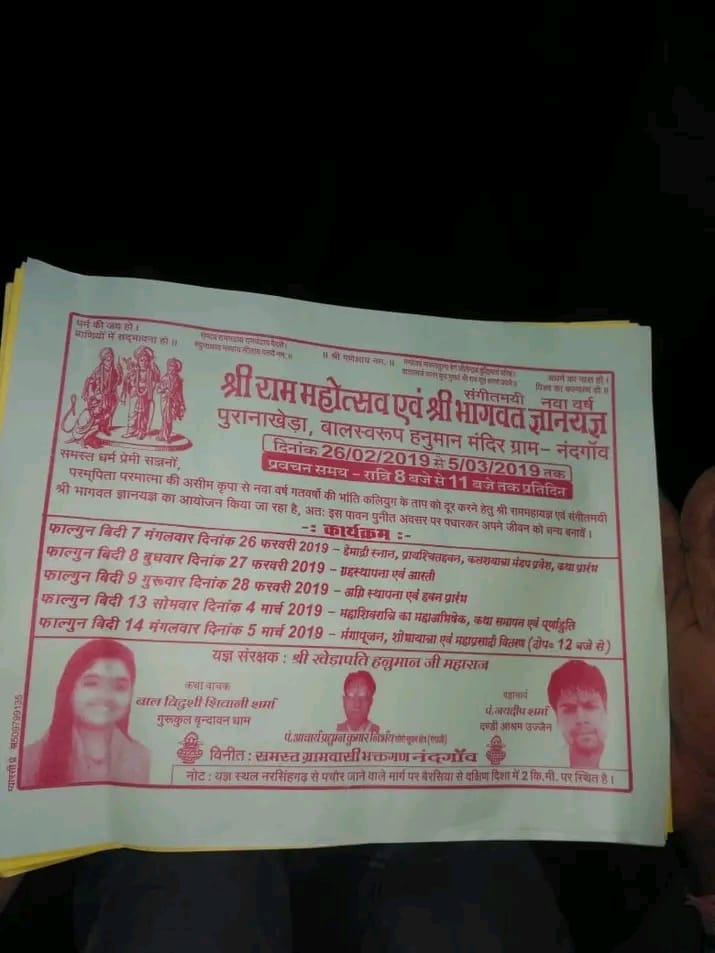 धर्म की जय हो।
प्राणियों में सद्भावना हो॥
॥ श्री गणेशाय नमः ॥
अधर्म का नाश हो।
विश्व का कल्याण हो॥
संगीतमयी नवा वर्ष
श्री राम महोत्सव एवं श्री भागवत ज्ञानयज्ञ
पुरानाखेड़ा, बालस्वरूप हनुमान मंदिर ग्राम- नंदगॉव
दिनांक 26/02/2019 से 5/03/2019 तक
प्रवचन समय - रात्रि 8 बजे से 11 बजे तक प्रतिदिन
समस्त धर्म प्रेमी सज्जनों,
परमपिता परमात्मा की असीम कृपा से नवा वर्ष गतवर्षो की भांति कलियुग के ताप को दूर करने हेतु श्री राममहायज्ञ एवं संगीतमयी
श्री भागवत ज्ञानयज्ञ का आयोजन किया जा रहा है, अतः इस पावन पुनीत अवसर पर पधारकर अपने जीवन को धन्य बनावें।
-: कार्यक्रम :-
फाल्गुन बिदी 7 मंगलवार दिनांक 26 फरवरी 2019 - हेमाद्री स्नान, प्रायश्चितहवन, कलशयात्रा मंडप प्रवेश, कथा प्रारंभ
फाल्गुन बिदी 8 बुधवार दिनांक 27 फरवरी 2019 - ग्रहस्थापना एवं आरती
फाल्गुन बिदी 9 गुरूवार दिनांक 28 फरवरी 2019 - अग्नि स्थापना एवं हवन प्रारंभ
फाल्गुन बिदी 13 सोमवार दिनांक 4 मार्च 2019 - महाशिवरात्रि का महाअभिषेक, कथा समापन एवं पूर्णाहुति
फाल्गुन बिदी 14 मंगलवार दिनांक 5 मार्च 2019 - गंगापूजन, शोभायात्रा एवं महाप्रसादी वितरण (दोप० 12 बजे से)
यज्ञ संरक्षक : श्री खेड़ापति हनुमान जी महाराज
कथा वाचक
बाल विदुषी शिवानी शर्मा
गुरूकुल वृन्दावन धाम
पं. आचार्य प्रद्युम्न कुमार निर्भय
यज्ञाचार्य
पं. जयदीप शर्मा
दण्डी आश्रम उज्जैन
विनीत : समस्त ग्रामवासी भक्तगण नंदगॉव
नोट : यज्ञ स्थल नरसिंहगढ़ से पचौर जाने वाले मार्ग पर बैरसिया से दक्षिण दिशा में 2 कि.मी. पर स्थित है।